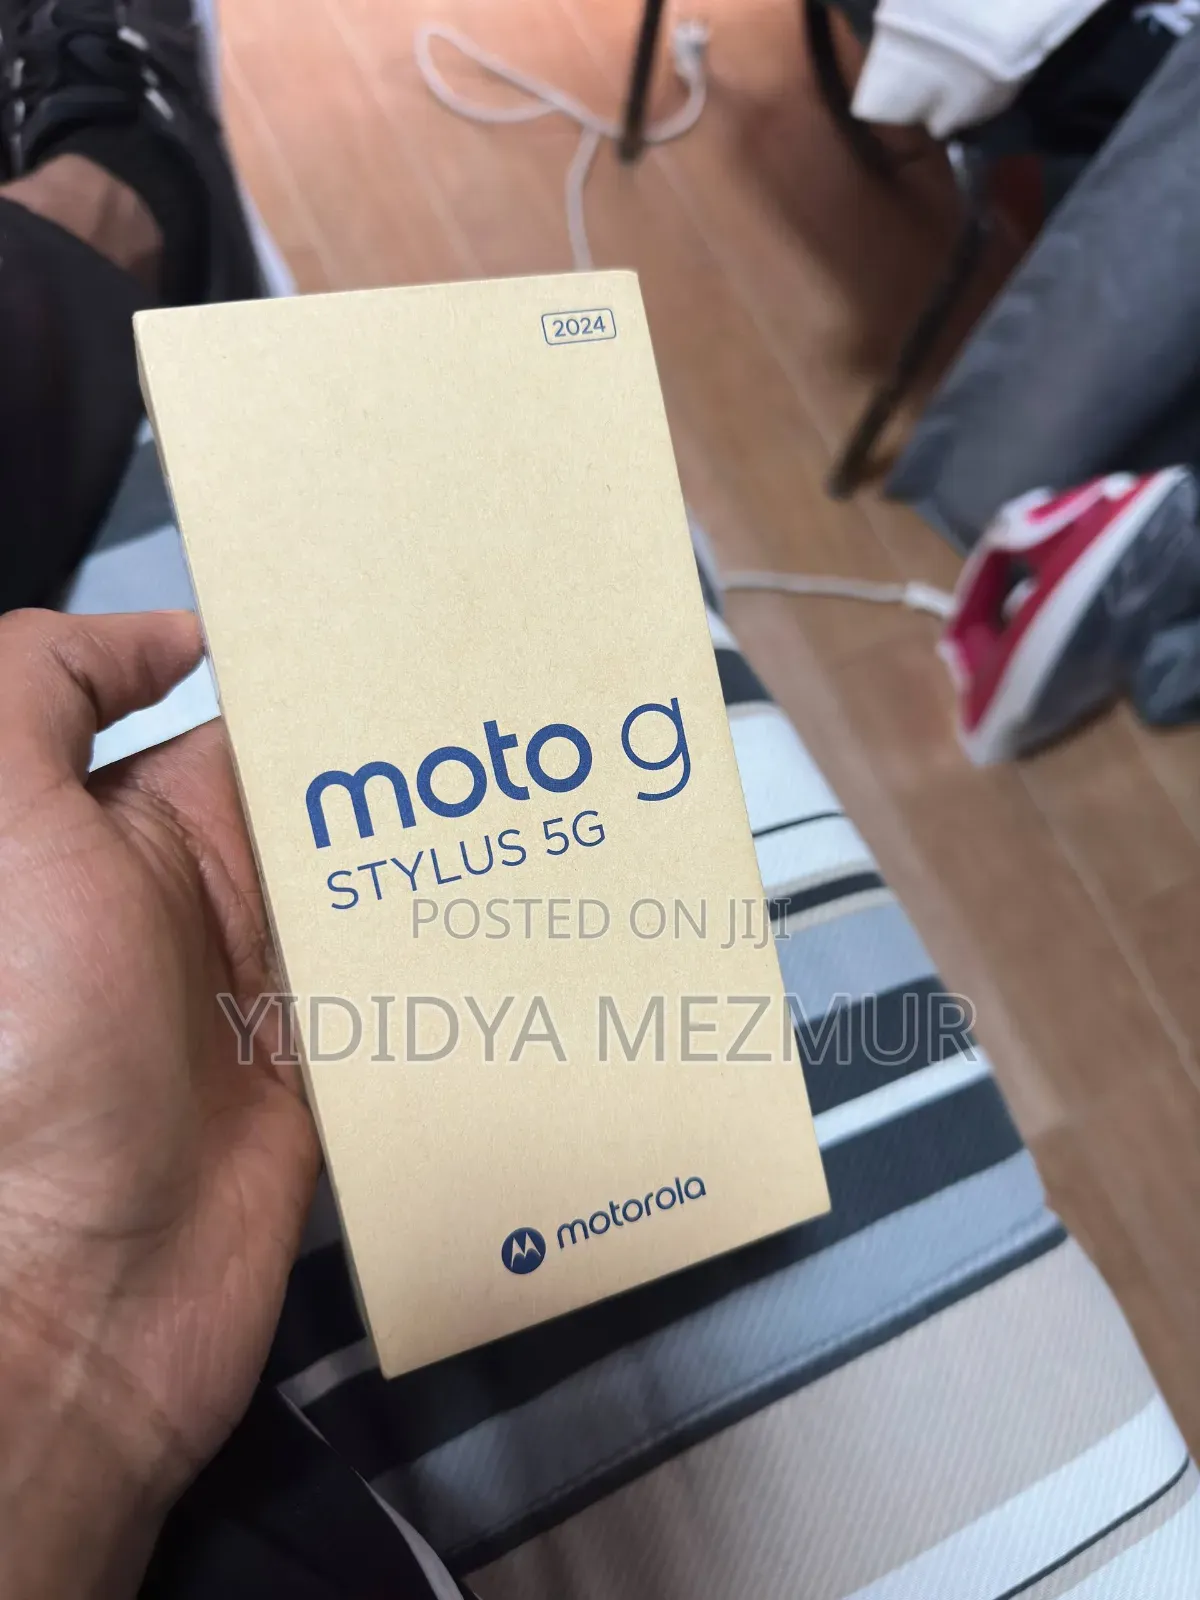 2024
moto g
STYLUS 5G
POSTED ON JIJI
YIDIDYA MEZMUR
motorola